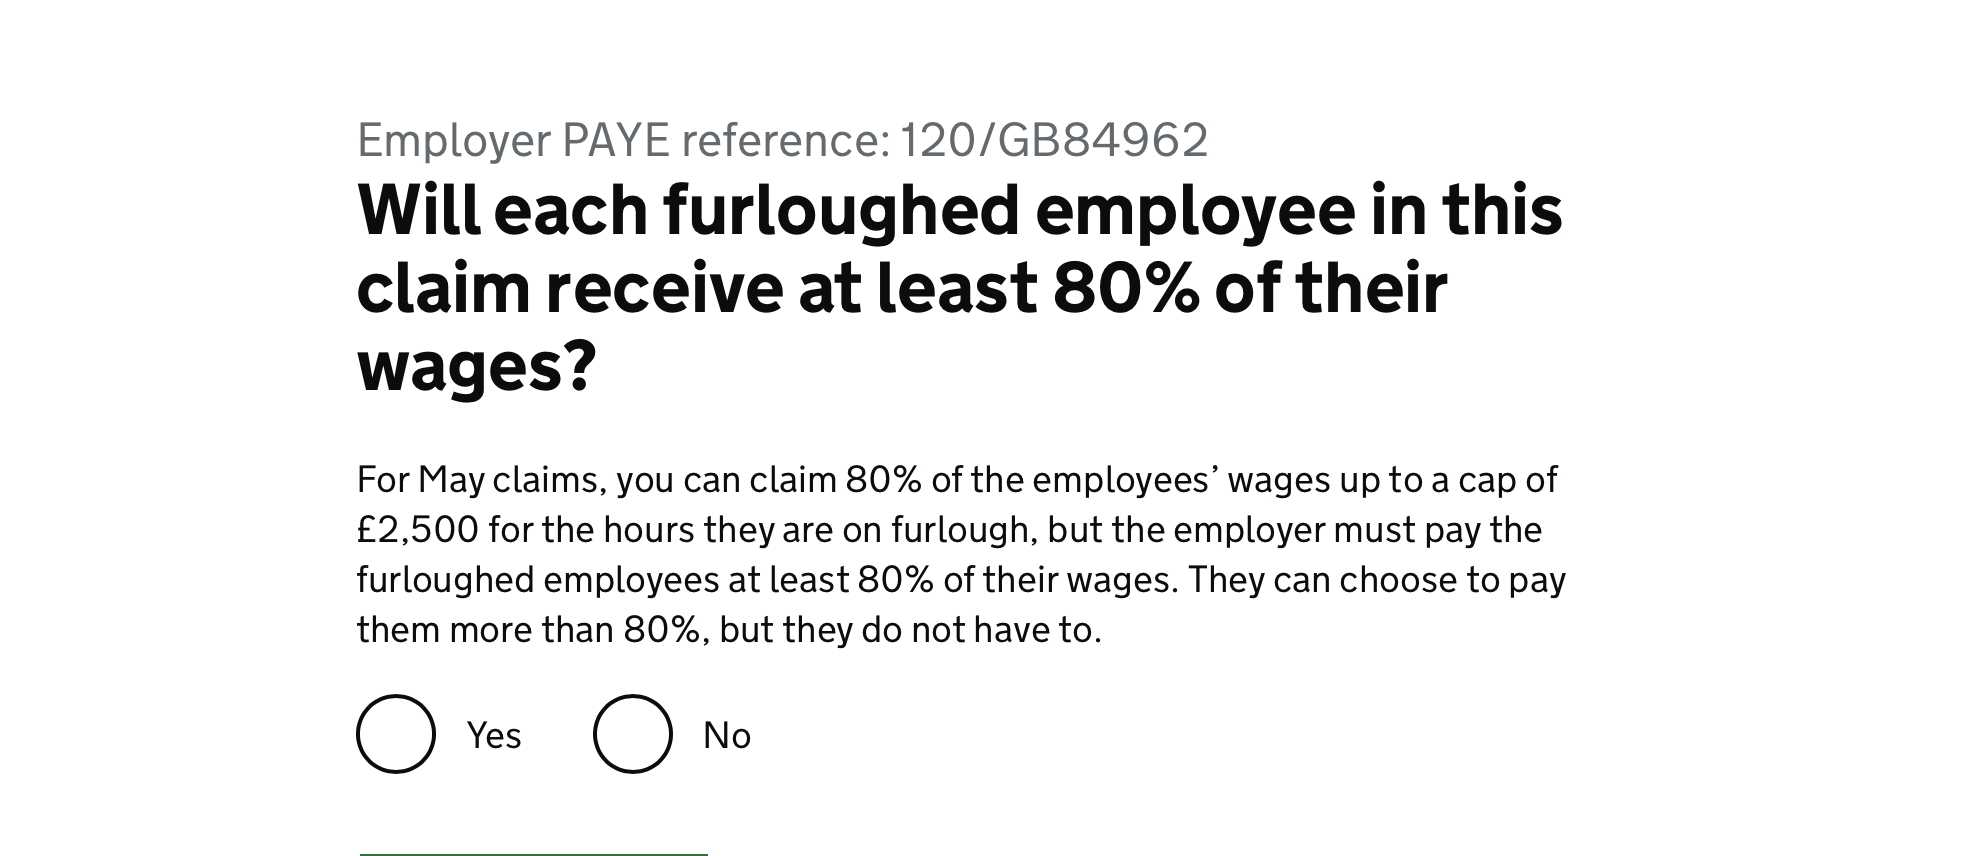 Employer PAYE reference: 120/GB84962
Will each furloughed employee in this
claim receive at least 80% of their
wages?
For May claims, you can claim 80% of the employees’ wages up to a cap of
£2,500 for the hours they are on furlough, but the employer must pay the
furloughed employees at least 80% of their wages. They can choose to pay
them more than 80%, but they do not have to.
Yes No